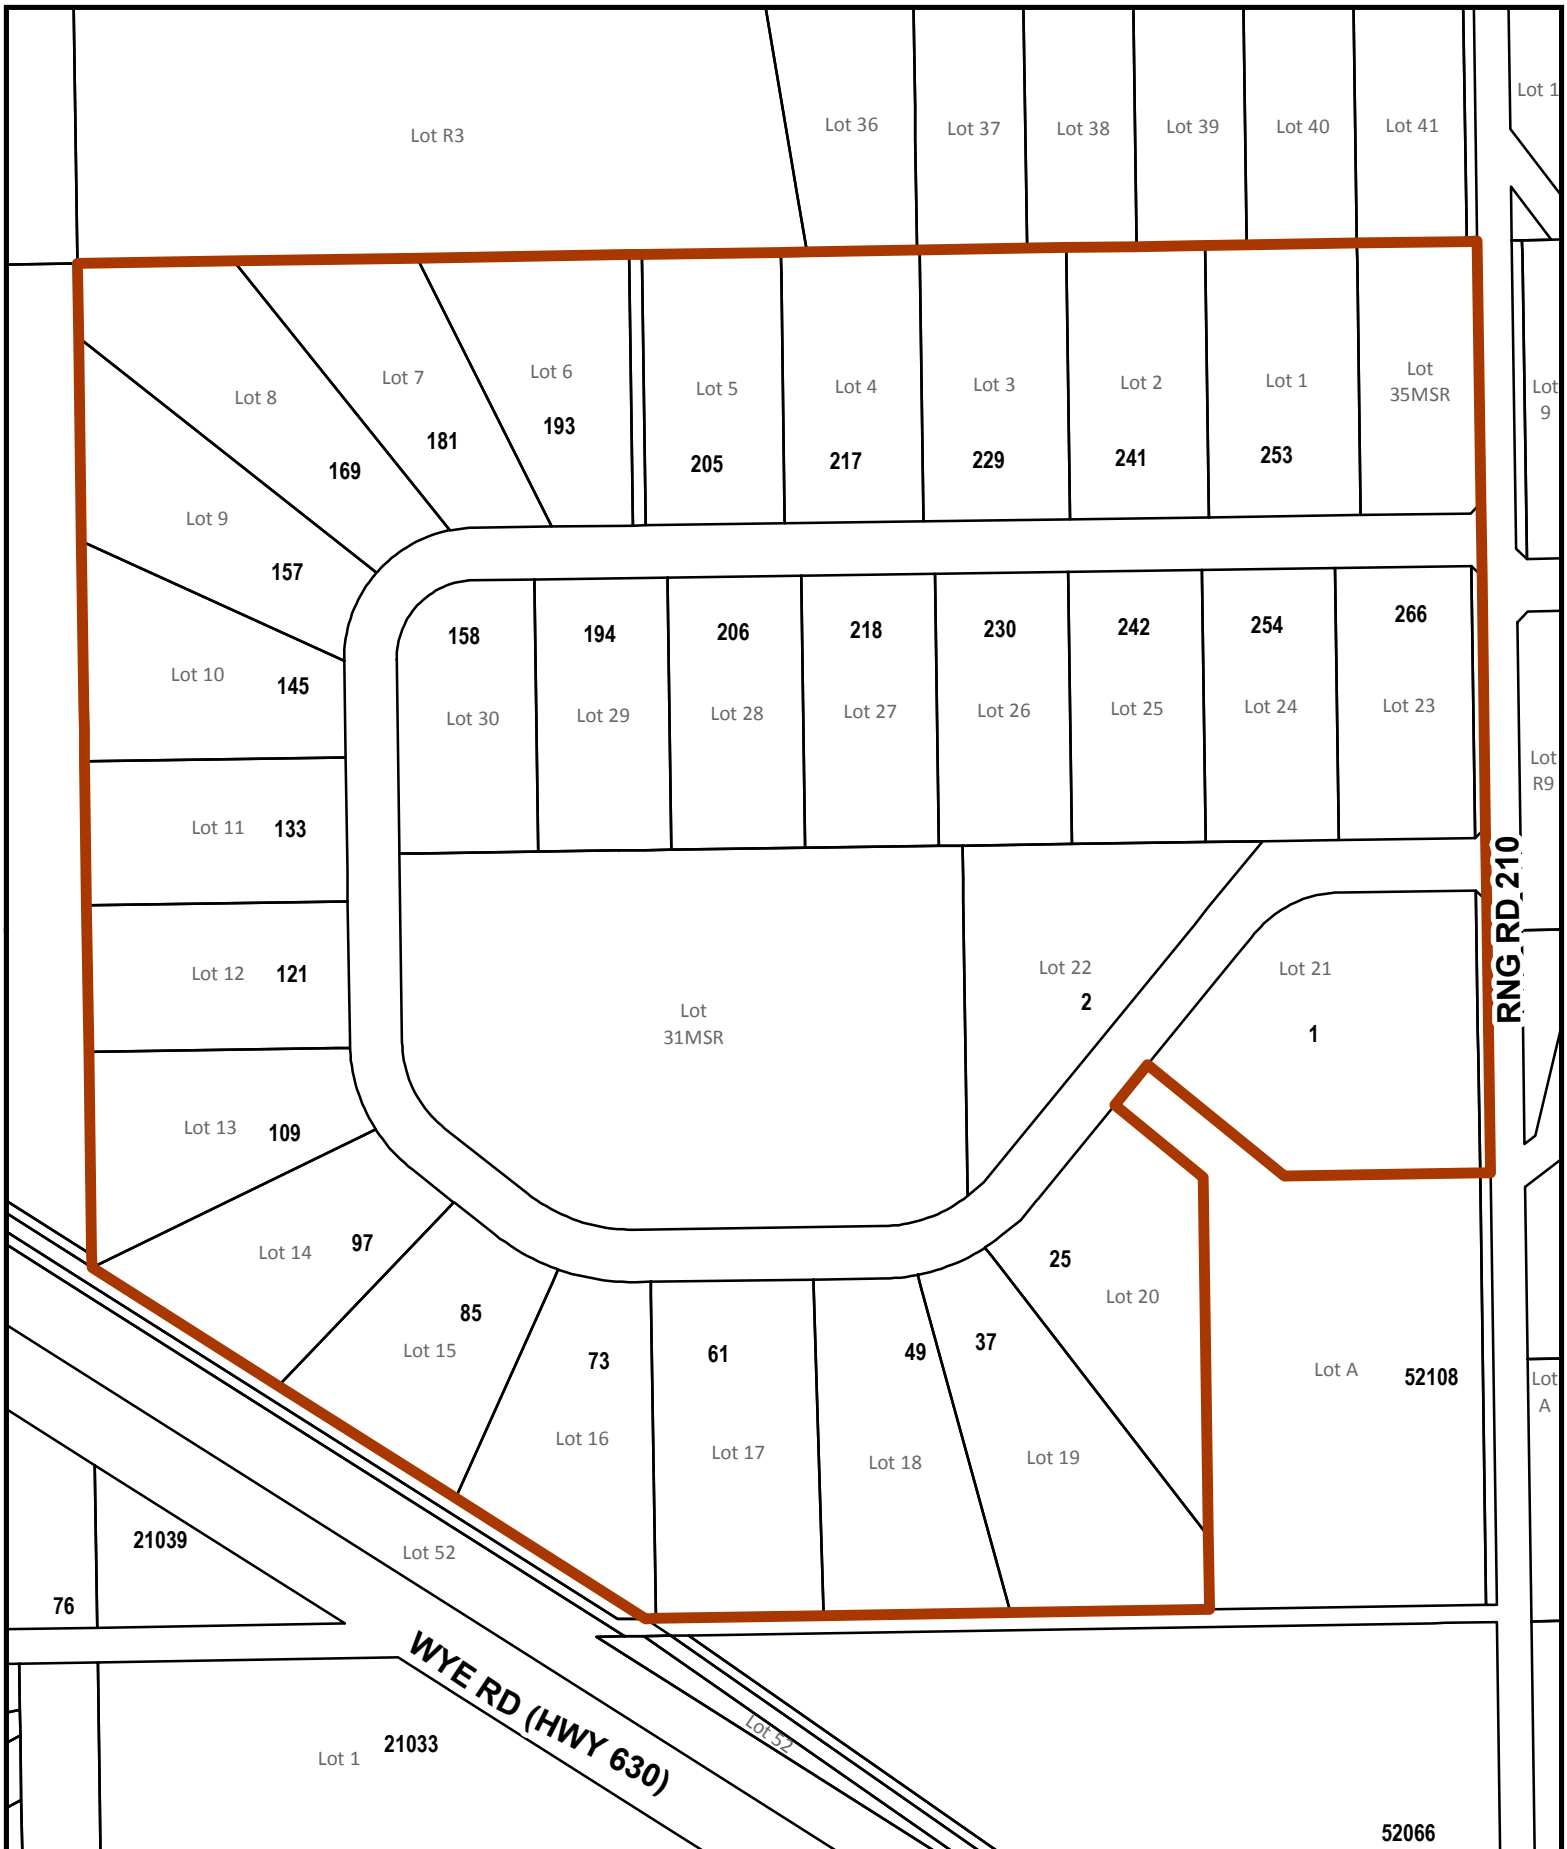 Lot 1
Lot R3
Lot 36
Lot 37
Lot 38
Lot 39
Lot 40
Lot 41
Lot 8
169
Lot 7
181
Lot 6
193
Lot 5
205
Lot 4
217
Lot 3
229
Lot 2
241
Lot 1
253
Lot
35MSR
Lot
9
Lot 9
157
Lot 10
145
158
Lot 30
194
Lot 29
206
Lot 28
218
Lot 27
230
Lot 26
242
Lot 25
254
Lot 24
266
Lot 23
Lot
R9
Lot 11
133
Lot 12
121
Lot
31MSR
Lot 22
2
Lot 21
1
RNG RD 210
Lot 13
109
Lot 14
97
85
Lot 15
73
Lot 16
61
Lot 17
49
Lot 18
37
Lot 19
25
Lot 20
Lot A
52108
Lot
A
21039
76
Lot 52
WYE RD (HWY 630)
Lot 52
Lot 1
21033
52066